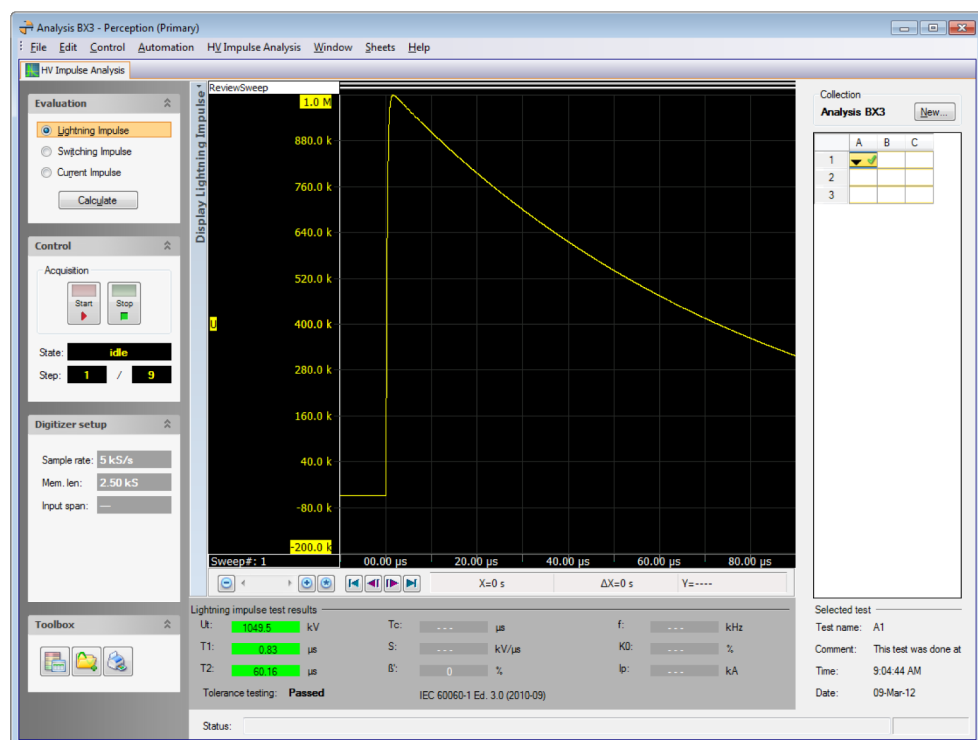 Analysis BX3 - Perception (Primary)
File Edit Control Automation HV Impulse Analysis Window Sheets Help
HV Impulse Analysis
Evaluation
Lightning Impulse
Switching Impulse
Current Impulse
Calculate
Control
Acquisition
Start
Stop
State: idle
Step: 1 / 9
Digitizer setup
Sample rate: 5 kS/s
Mem. len: 2.50 kS
Input span: ---
Toolbox
Display Lightning Impulse
ReviewSweep
1.0 M
880.0 k
760.0 k
640.0 k
520.0 k
U
400.0 k
280.0 k
160.0 k
40.0 k
-80.0 k
-200.0 k
Sweep#: 1 00.00 µs 20.00 µs 40.00 µs 60.00 µs 80.00 µs
X=0 s ΔX=0 s Y=----
Lightning impulse test results
Ut: 1049.5 kV Tc: --- µs f: --- kHz
T1: 0.83 µs S: --- kV/µs K0: --- %
T2: 60.16 µs ß': 0 % Ip: --- kA
Tolerance testing: Passed IEC 60060-1 Ed. 3.0 (2010-09)
Status:
Collection
Analysis BX3 New...
A B C
1
2
3
Selected test
Test name: A1
Comment: This test was done at
Time: 9:04:44 AM
Date: 09-Mar-12